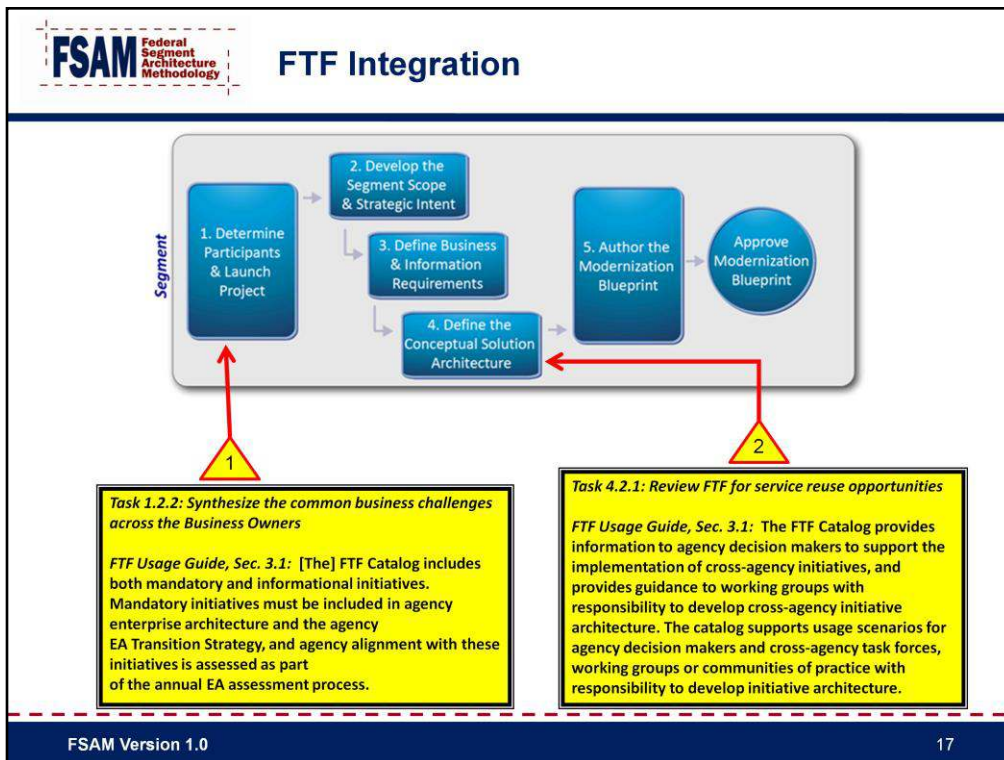 FSAM Federal
Segment
Architecture
Methodology
FTF Integration
Segment
1. Determine
Participants
& Launch
Project
2. Develop the
Segment Scope
& Strategic Intent
3. Define Business
& Information
Requirements
4. Define the
Conceptual Solution
Architecture
5. Author the
Modernization
Blueprint
Approve
Modernization
Blueprint
1
Task 1.2.2: Synthesize the common business challenges
across the Business Owners
FTF Usage Guide, Sec. 3.1: [The] FTF Catalog includes
both mandatory and informational initiatives.
Mandatory initiatives must be included in agency
enterprise architecture and the agency
EA Transition Strategy, and agency alignment with these
initiatives is assessed as part
of the annual EA assessment process.
2
Task 4.2.1: Review FTF for service reuse opportunities
FTF Usage Guide, Sec. 3.1: The FTF Catalog provides
information to agency decision makers to support the
implementation of cross-agency initiatives, and
provides guidance to working groups with
responsibility to develop cross-agency initiative
architecture. The catalog supports usage scenarios for
agency decision makers and cross-agency task forces,
working groups or communities of practice with
responsibility to develop initiative architecture.
FSAM Version 1.0
17